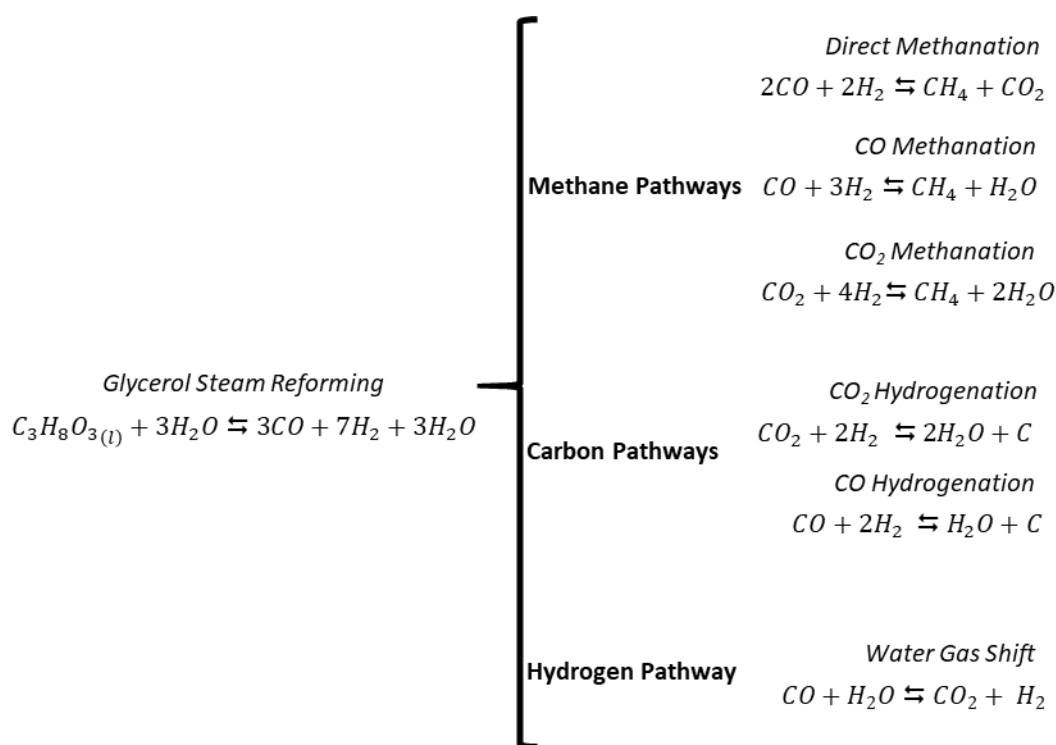 Direct Methanation
2CO + 2H₂ ⇆ CH₄ + CO₂
CO Methanation
Methane Pathways CO + 3H₂ ⇆ CH₄ + H₂O
CO₂ Methanation
CO₂ + 4H₂ ⇆ CH₄ + 2H₂O
Glycerol Steam Reforming
C₃H₈O₃₍ₗ₎ + 3H₂O ⇆ 3CO + 7H₂ + 3H₂O
CO₂ Hydrogenation
CO₂ + 2H₂ ⇆ 2H₂O + C
Carbon Pathways
CO Hydrogenation
CO + 2H₂ ⇆ H₂O + C
Water Gas Shift
Hydrogen Pathway
CO + H₂O ⇆ CO₂ + H₂